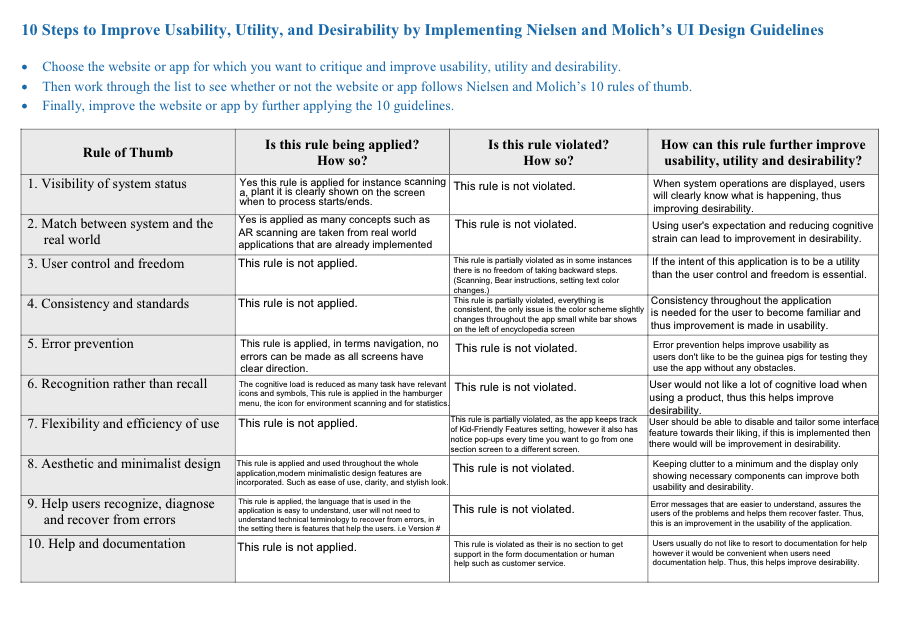 10 Steps to Improve Usability, Utility, and Desirability by Implementing Nielsen and Molich's UI Design Guidelines
• Choose the website or app for which you want to critique and improve usability, utility and desirability.
• Then work through the list to see whether or not the website or app follows Nielsen and Molich's 10 rules of thumb.
• Finally, improve the website or app by further applying the 10 guidelines.
Rule of Thumb
Is this rule being applied?
How so?
Is this rule violated?
How so?
How can this rule further improve
usability, utility and desirability?
1. Visibility of system status
Yes this rule is applied for instance scanning
a, plant it is clearly shown on the screen
when to process starts/ends.
This rule is not violated.
When system operations are displayed, users
will clearly know what is happening, thus
improving desirability.
2. Match between system and the
real world
Yes is applied as many concepts such as
AR scanning are taken from real world
applications that are already implemented
This rule is not violated.
Using user's expectation and reducing cognitive
strain can lead to improvement in desirability.
3. User control and freedom
This rule is not applied.
This rule is partially violated as in some instances
there is no freedom of taking backward steps.
(Scanning, Bear instructions, setting text color
changes.)
If the intent of this application is to be a utility
than the user control and freedom is essential.
4. Consistency and standards
This rule is not applied.
This rule is partially violated, everything is
consistent, the only issue is the color scheme slightly
changes throughout the app small white bar shows
on the left of encyclopedia screen
Consistency throughout the application
is needed for the user to become familiar and
thus improvement is made in usability.
5. Error prevention
This rule is applied, in terms navigation, no
errors can be made as all screens have
clear direction.
This rule is not violated.
Error prevention helps improve usability as
users don't like to be the guinea pigs for testing they
use the app without any obstacles.
6. Recognition rather than recall
The cognitive load is reduced as many task have relevant
icons and symbols, This rule is applied in the hamburger
menu, the icon for environment scanning and for statistics.
This rule is not violated.
User would not like a lot of cognitive load when
using a product, thus this helps improve
desirability.
7. Flexibility and efficiency of use
This rule is not applied.
This rule is partially violated, as the app keeps track
of Kid-Friendly Features setting, however it also has
notice pop-ups every time you want to go from one
section screen to a different screen.
User should be able to disable and tailor some interface
feature towards their liking, if this is implemented then
there would will be improvement in desirability.
8. Aesthetic and minimalist design
This rule is applied and used throughout the whole
application,modern minimalistic design features are
incorporated. Such as ease of use, clarity, and stylish look.
This rule is not violated.
Keeping clutter to a minimum and the display only
showing necessary components can improve both
usability and desirability.
9. Help users recognize, diagnose
and recover from errors
This rule is applied, the language that is used in the
application is easy to understand, user will not need to
understand technical terminology to recover from errors, in
the setting there is features that help the users. i.e Version #
This rule is not violated.
Error messages that are easier to understand, assures the
users of the problems and helps them recover faster. Thus,
this is an improvement in the usability of the application.
10. Help and documentation
This rule is not applied.
This rule is violated as their is no section to get
support in the form documentation or human
help such as customer service.
Users usually do not like to resort to documentation for help
however it would be convenient when users need
documentation help. Thus, this helps improve desirability.